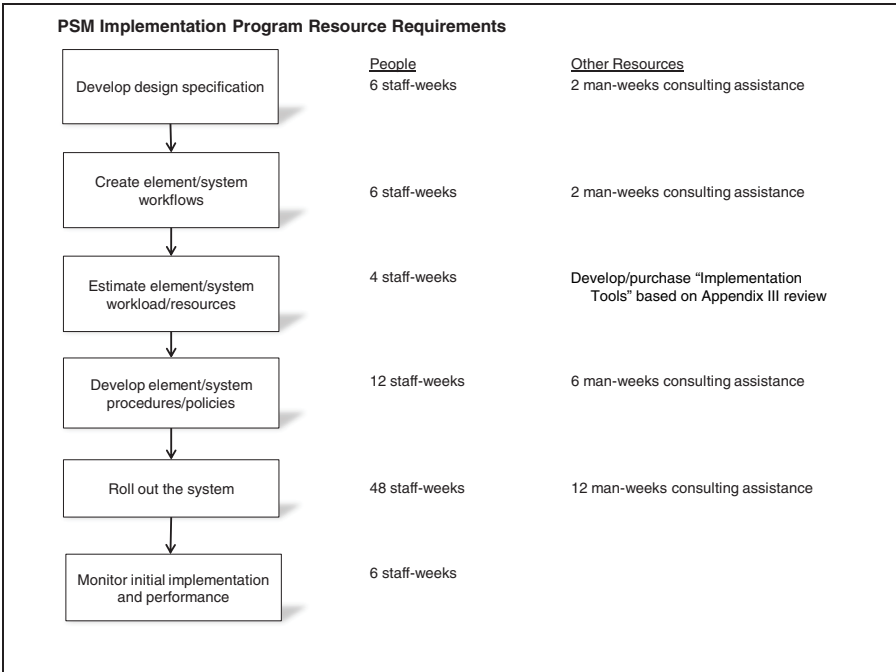 PSM Implementation Program Resource Requirements
People
Other Resources
Develop design specification
6 staff-weeks
2 man-weeks consulting assistance
Create element/system
workflows
6 staff-weeks
2 man-weeks consulting assistance
Estimate element/system
workload/resources
4 staff-weeks
Develop/purchase “Implementation
Tools” based on Appendix III review
Develop element/system
procedures/policies
12 staff-weeks
6 man-weeks consulting assistance
Roll out the system
48 staff-weeks
12 man-weeks consulting assistance
Monitor initial implementation
and performance
6 staff-weeks